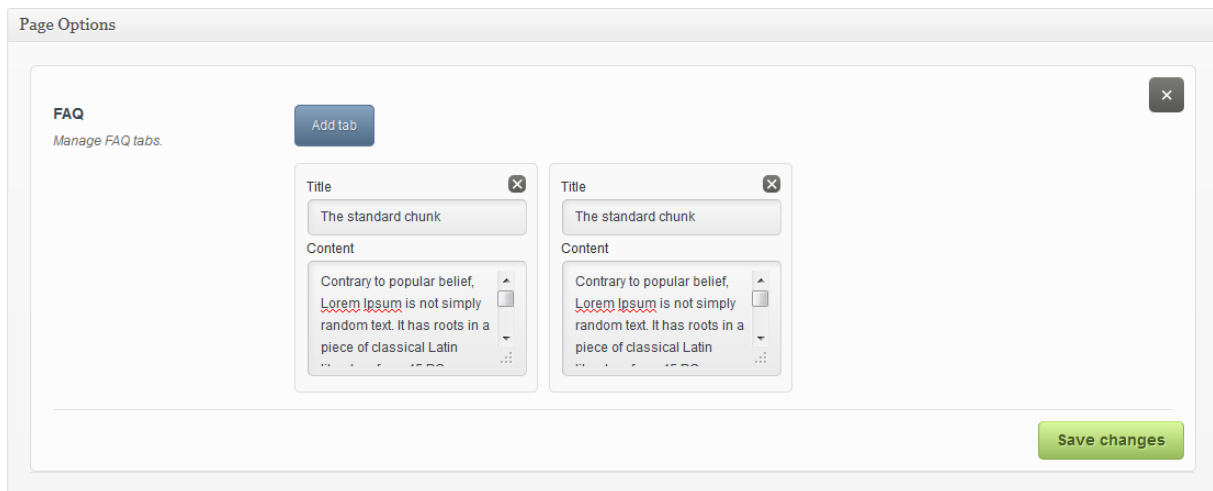 Page Options
FAQ
Manage FAQ tabs.
Add tab
Title
The standard chunk
Content
Contrary to popular belief,
Lorem Ipsum is not simply
random text. It has roots in a
piece of classical Latin
Title
The standard chunk
Content
Contrary to popular belief,
Lorem Ipsum is not simply
random text. It has roots in a
piece of classical Latin
Save changes